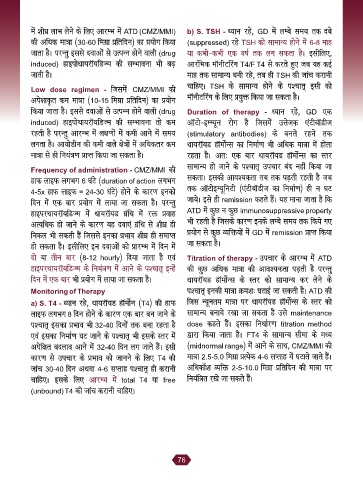 में शीघ्र लाभ लेने के लिए आरम्भ में ATD (CMZ/MMI)
की अधिक मात्रा (30-60 मिग्रा प्रतिदिन) का प्रयोग किया
जाता है। परन्तु इससे दवाओं से उत्पन्न होने वाली (drug
induced) हाइपोथायरॉयडिज्म की सम्भावना भी बढ़
जाती है।
Low dose regimen - जिसमें CMZ/MMI की
अपेक्षाकृत कम मात्रा (10-15 मिग्रा प्रतिदिन) का प्रयोग
किया जाता है। इससे दवाओं से उत्पन्न होने वाली (drug
induced) हाइपोथायरॉयडिज्म की सम्भावना तो कम
रहती है परन्तु आरम्भ में लक्षणों में कमी आने में समय
लगता है। आयोडीन की कमी वाले क्षेत्रों में अधिकतर कम
मात्रा से ही नियंत्रण प्राप्त किया जा सकता है।
Frequency of administration - CMZ/MMI की
हाफ लाइफ लगभग 6 घंटे (duration of action लगभग
4-5x हाफ लाइफ = 24-30 घंटे) होने के कारण इनको
दिन में एक बार प्रयोग में लाया जा सकता है। परन्तु
हाइपरथायरॉयडिज्म में थायरॉयड ग्रंथि में रक्त प्रवाह
अत्यधिक हो जाने के कारण यह दवाएं ग्रंथि से शीघ्र ही
निकल भी सकती हैं जिससे इनका प्रभाव शीघ्र ही समाप्त
हो सकता है। इसीलिए इन दवाओं को प्रारम्भ में दिन में
दो या तीन बार (8-12 hourly) दिया जाता है एवं
हाइपरथायरॉयडिज्म के नियंत्रण में आने के पश्चात् इन्हें
दिन में एक बार भी प्रयोग में लाया जा सकता है।
Monitoring of Therapy
a) S. T4 - ध्यान रहे, थायरॉयड हॉर्मोन (T4) की हाफ
लाइफ लगभग 8 दिन होने के कारण एक बार बन जाने के
पश्चात् इसका प्रभाव भी 32-40 दिनों तक बना रहता है
एवं इसका निर्माण घट जाने के पश्चात् भी इसके स्तर में
अपेक्षित बदलाव आने में 32-40 दिन लग जाते हैं। इसी
कारण से उपचार के प्रभाव को जानने के लिए T4 की
जांच 30-40 दिन अथवा 4-6 सप्ताह पश्चात् ही करानी
चाहिए। इसके लिए आरम्भ में total T4 या free
(unbound) T4 की जांच करानी चाहिए।
b) S. TSH - ध्यान रहे, GD में लम्बे समय तक दबे
(suppressed) रहे TSH को सामान्य होने में 6-8 माह
या कभी-कभी एक वर्ष तक लग सकता है। इसीलिए,
आरंभिक मॉनीटरिंग T4/F T4 से करते हुए जब यह कई
माह तक सामान्य बनी रहे, तब ही TSH की जांच करानी
चाहिए। TSH के सामान्य होने के पश्चात् इसी को
मॉनीटरिंग के लिए प्रयुक्त किया जा सकता है।
Duration of therapy - ध्यान रहे, GD एक
ऑटो-इम्म्यून रोग है जिसमें उत्तेजक एंटीबॉडीज
(stimulatory antibodies) के बनते रहने तक
थायरॉयड हॉर्मोन्स का निर्माण भी अधिक मात्रा में होता
रहता है। अतः एक बार थायरॉयड हॉर्मोन्स का स्तर
सामान्य हो जाने के पश्चात् उपचार बंद नहीं किया जा
सकता। इसकी आवश्यकता तब तक पड़ती रहती है जब
तक ऑटोइम्यूनिटी (एंटीबॉडीज का निर्माण) ही न घट
जाये। इसे ही remission कहते हैं। यह माना जाता है कि
ATD में कुछ न कुछ immunosuppressive property
भी रहती है जिसके कारण इनके लम्बे समय तक किये गए
प्रयोग से कुछ व्यक्तियों में GD में remission प्राप्त किया
जा सकता है।
Titration of therapy - उपचार के आरम्भ में ATD
की कुछ अधिक मात्रा की आवश्यकता पड़ती है परन्तु
थायरॉयड हॉर्मोन्स के स्तर को सामान्य कर लेने के
पश्चात् इनकी मात्रा क्रमशः घटाई जा सकती है। ATD की
जिस न्यूनतम मात्रा पर थायरॉयड हॉर्मोन्स के स्तर को
सामान्य बनाये रखा जा सकता है उसे maintenance
dose कहते हैं। इसका निर्धारण titration method
द्वारा किया जाता है। FT4 के सामान्य सीमा के मध्य
(midnormal range) में आने के साथ, CMZ/MMI की
मात्रा 2.5-5.0 मिग्रा प्रत्येक 4-6 सप्ताह में घटाते जाते हैं।
अधिकाँश व्यक्ति 2-5-10.0 मिग्रा प्रतिदिन की मात्रा पर
नियंत्रित रखे जा सकते हैं।
76